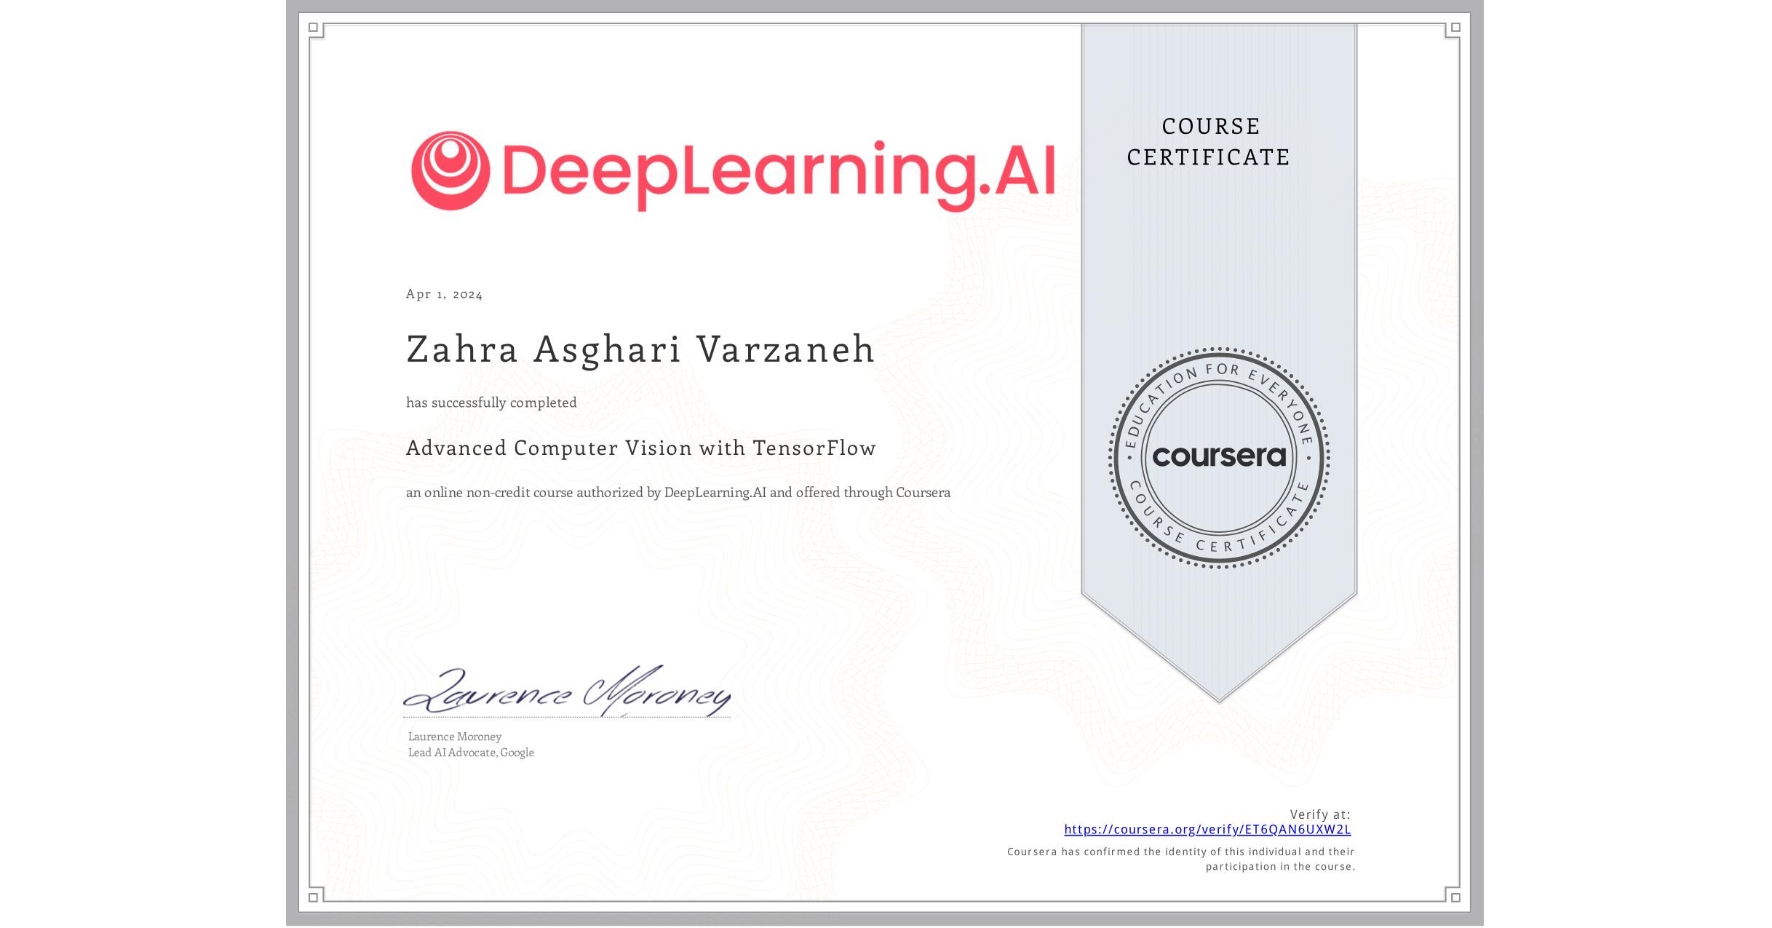 DeepLearning.AI
COURSE
CERTIFICATE
Apr 1, 2024
Zahra Asghari Varzaneh
has successfully completed
Advanced Computer Vision with TensorFlow
an online non-credit course authorized by DeepLearning.AI and offered through Coursera
EDUCATION FOR EVERYONE
coursera
COURSE CERTIFICATE
Laurence Moroney
Laurence Moroney
Lead AI Advocate, Google
Verify at:
https://coursera.org/verify/ET6QAN6UXW2L
Coursera has confirmed the identity of this individual and their
participation in the course.